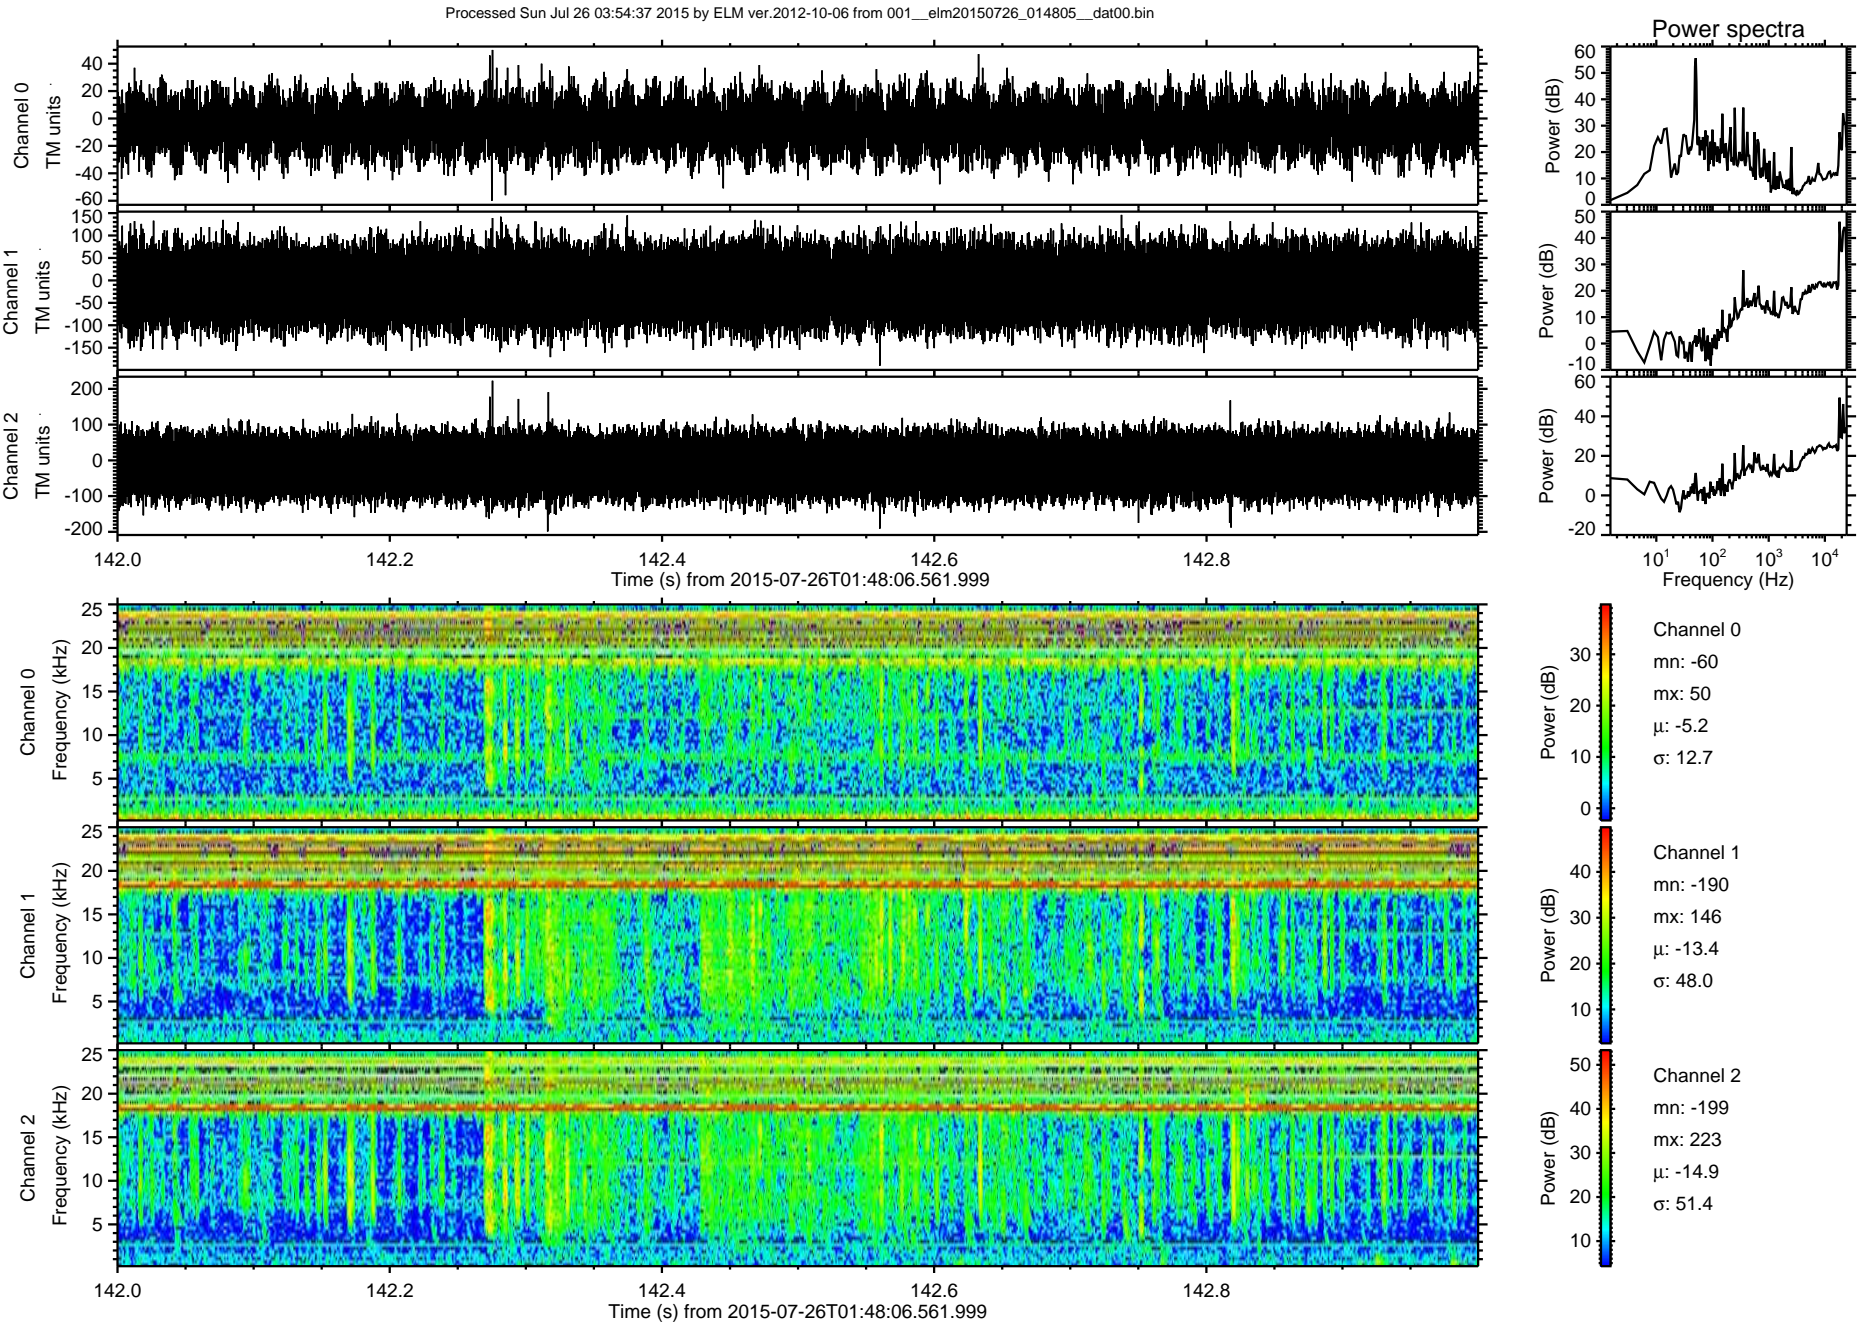 Processed Sun Jul 26 03:54:37 2015 by ELM ver.2012-10-06 from 001__elm20150726_014805__dat00.bin
Power spectra
Channel 0
TM units
40
20
0
-20
-40
-60
Power (dB)
60
50
40
30
20
10
0
Channel 1
TM units
150
100
50
0
-50
-100
-150
Power (dB)
50
40
30
20
10
0
-10
Channel 2
TM units
200
100
0
-100
-200
Power (dB)
60
40
20
0
-20
142.0 142.2 142.4 142.6 142.8
Time (s) from 2015-07-26T01:48:06.561.999
10¹ 10² 10³ 10⁴
Frequency (Hz)
Channel 0
Frequency (kHz)
25
20
15
10
5
Power (dB)
30
20
10
0
Channel 0
mn: -60
mx: 50
μ: -5.2
σ: 12.7
Channel 1
Frequency (kHz)
25
20
15
10
5
Power (dB)
40
30
20
10
Channel 1
mn: -190
mx: 146
μ: -13.4
σ: 48.0
Channel 2
Frequency (kHz)
25
20
15
10
5
Power (dB)
50
40
30
20
10
Channel 2
mn: -199
mx: 223
μ: -14.9
σ: 51.4
142.0 142.2 142.4 142.6 142.8
Time (s) from 2015-07-26T01:48:06.561.999